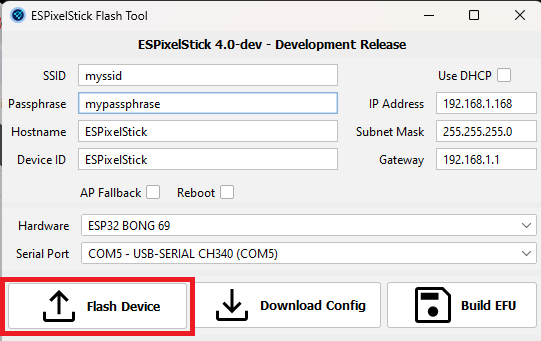 ESPixelStick Flash Tool
ESPixelStick 4.0-dev - Development Release
SSID myssid Use DHCP
Passphrase mypassphrase IP Address 192.168.1.168
Hostname ESPixelStick Subnet Mask 255.255.255.0
Device ID ESPixelStick Gateway 192.168.1.1
AP Fallback Reboot
Hardware ESP32 BONG 69
Serial Port COM5 - USB-SERIAL CH340 (COM5)
Flash Device Download Config Build EFU